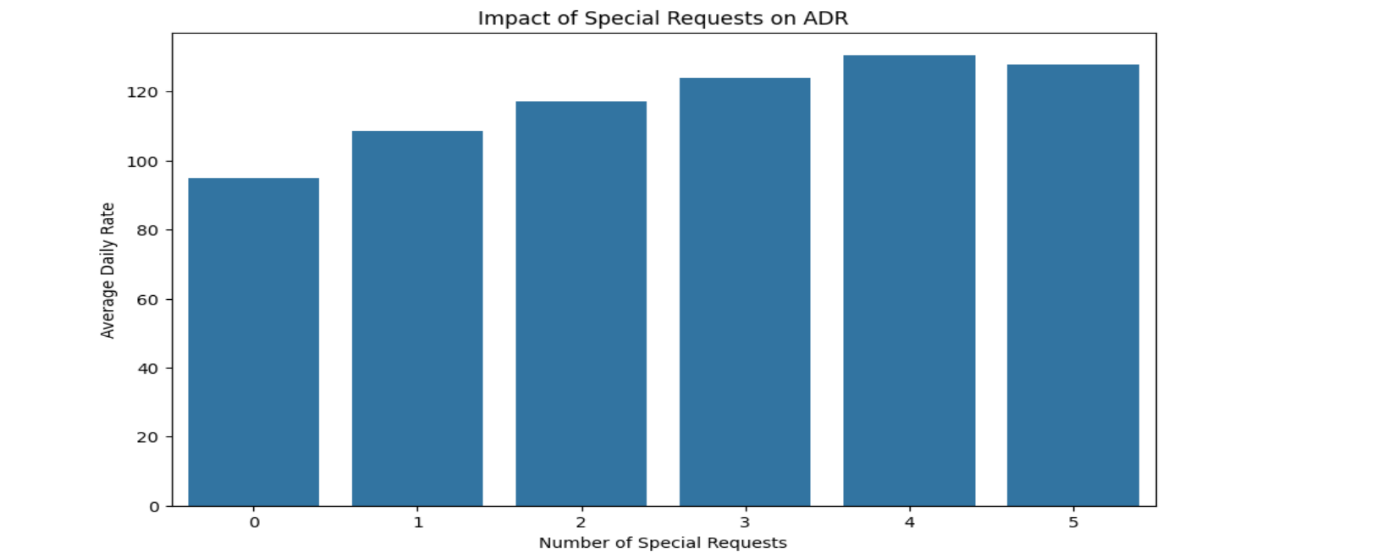 Impact of Special Requests on ADR
Average Daily Rate
120
100
80
60
40
20
0
0 1 2 3 4 5
Number of Special Requests